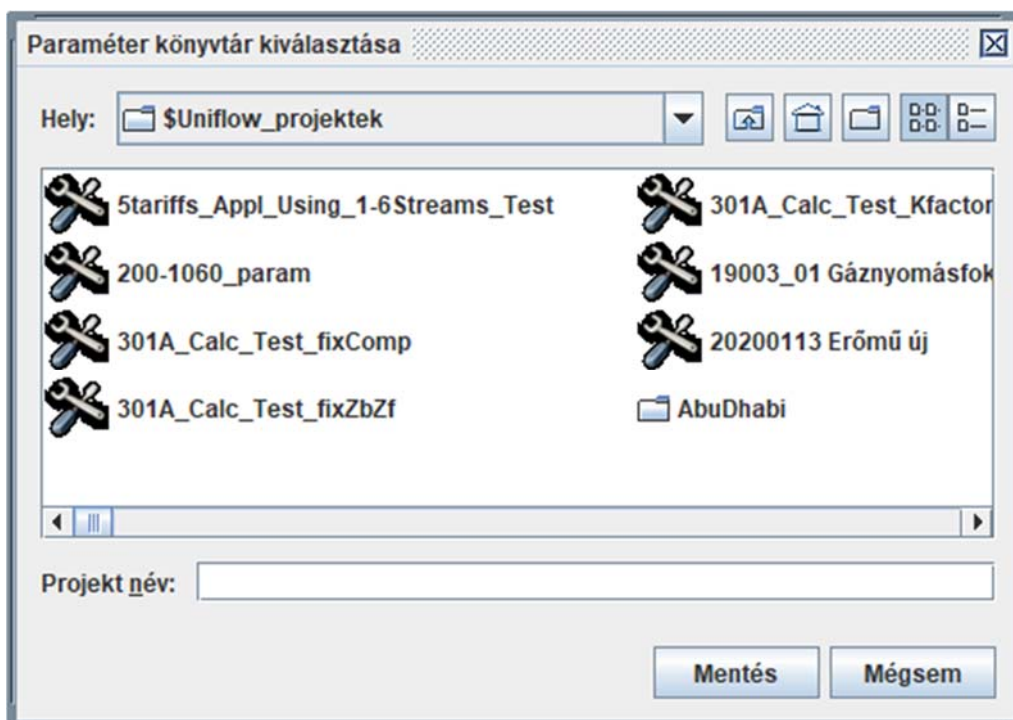 Paraméter könyvtár kiválasztása
Hely: $Uniflow_projektek
5tariffs_Appl_Using_1-6Streams_Test
200-1060_param
301A_Calc_Test_fixComp
301A_Calc_Test_fixZbZf
301A_Calc_Test_Kfactor
19003_01 Gáznyomásfok
20200113 Erőmű új
AbuDhabi
Projekt név:
Mentés Mégsem